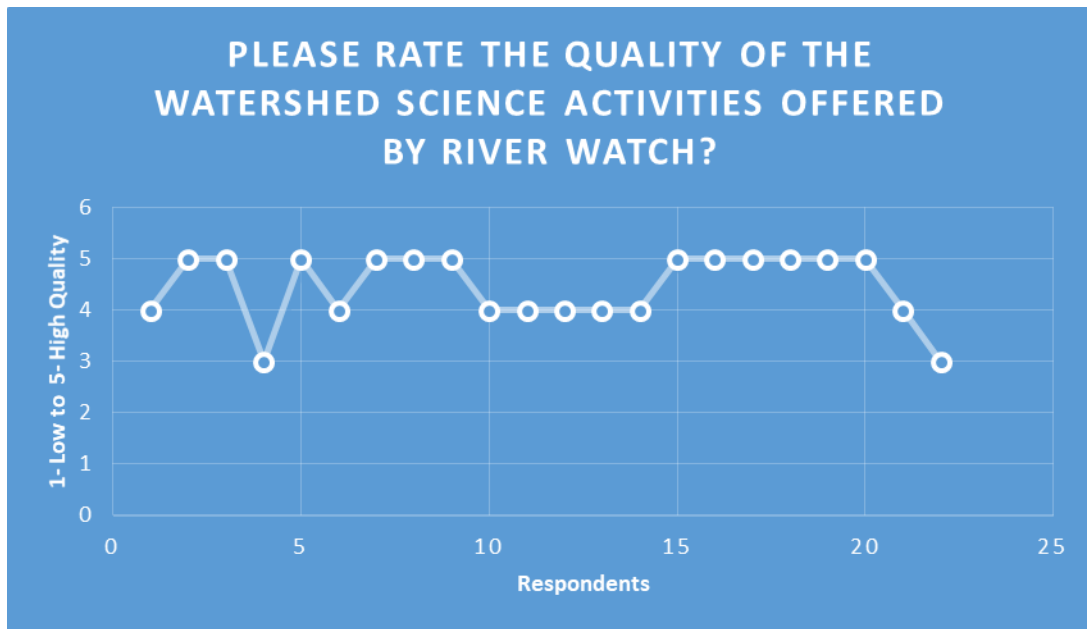 PLEASE RATE THE QUALITY OF THE
WATERSHED SCIENCE ACTIVITIES OFFERED
BY RIVER WATCH?
1- Low to 5- High Quality
6
5
4
3
2
1
0
0 5 10 15 20 25
Respondents